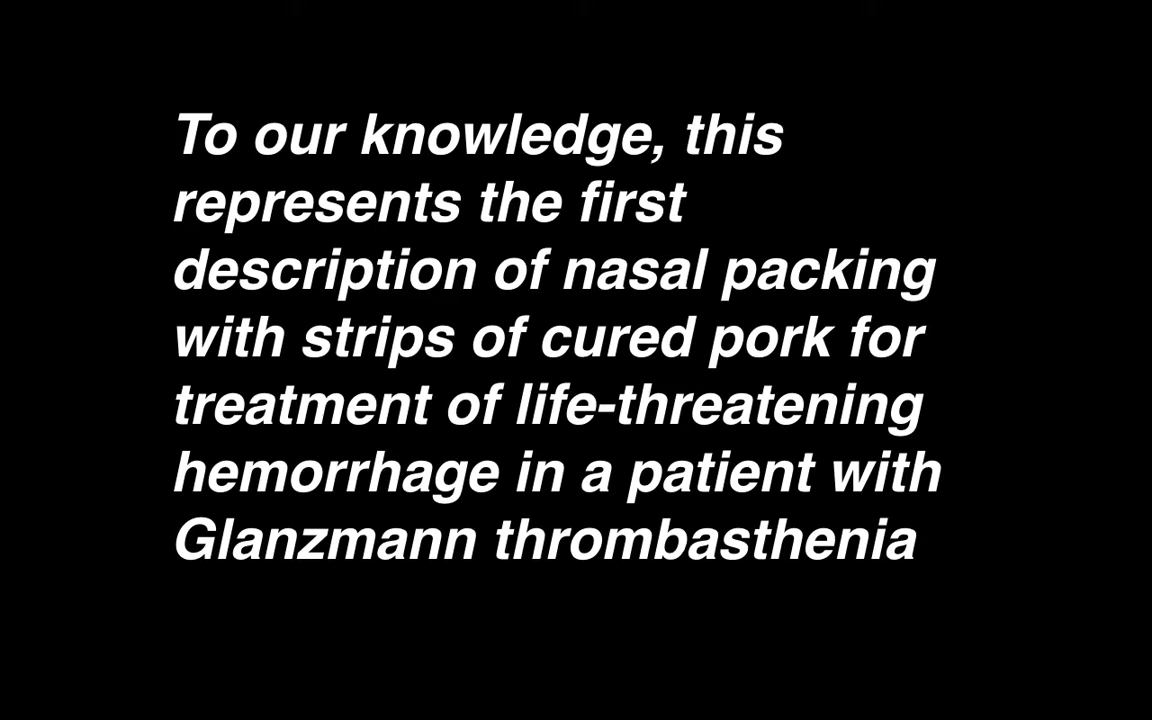 To our knowledge, this
represents the first
description of nasal packing
with strips of cured pork for
treatment of life-threatening
hemorrhage in a patient with
Glanzmann thrombasthenia